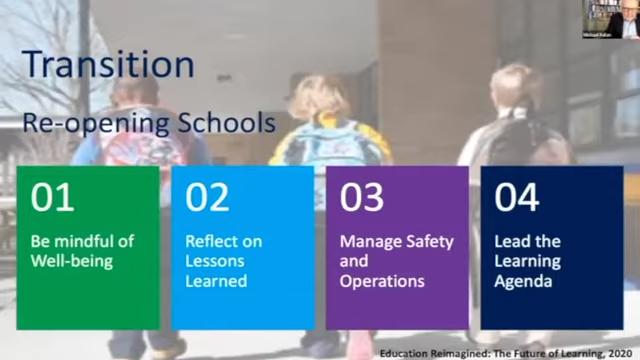 Transition
Re-opening Schools
01
Be mindful of
Well-being
02
Reflect on
Lessons
Learned
03
Manage Safety
and
Operations
04
Lead the
Learning
Agenda
Education Reimagined: The Future of Learning, 2020